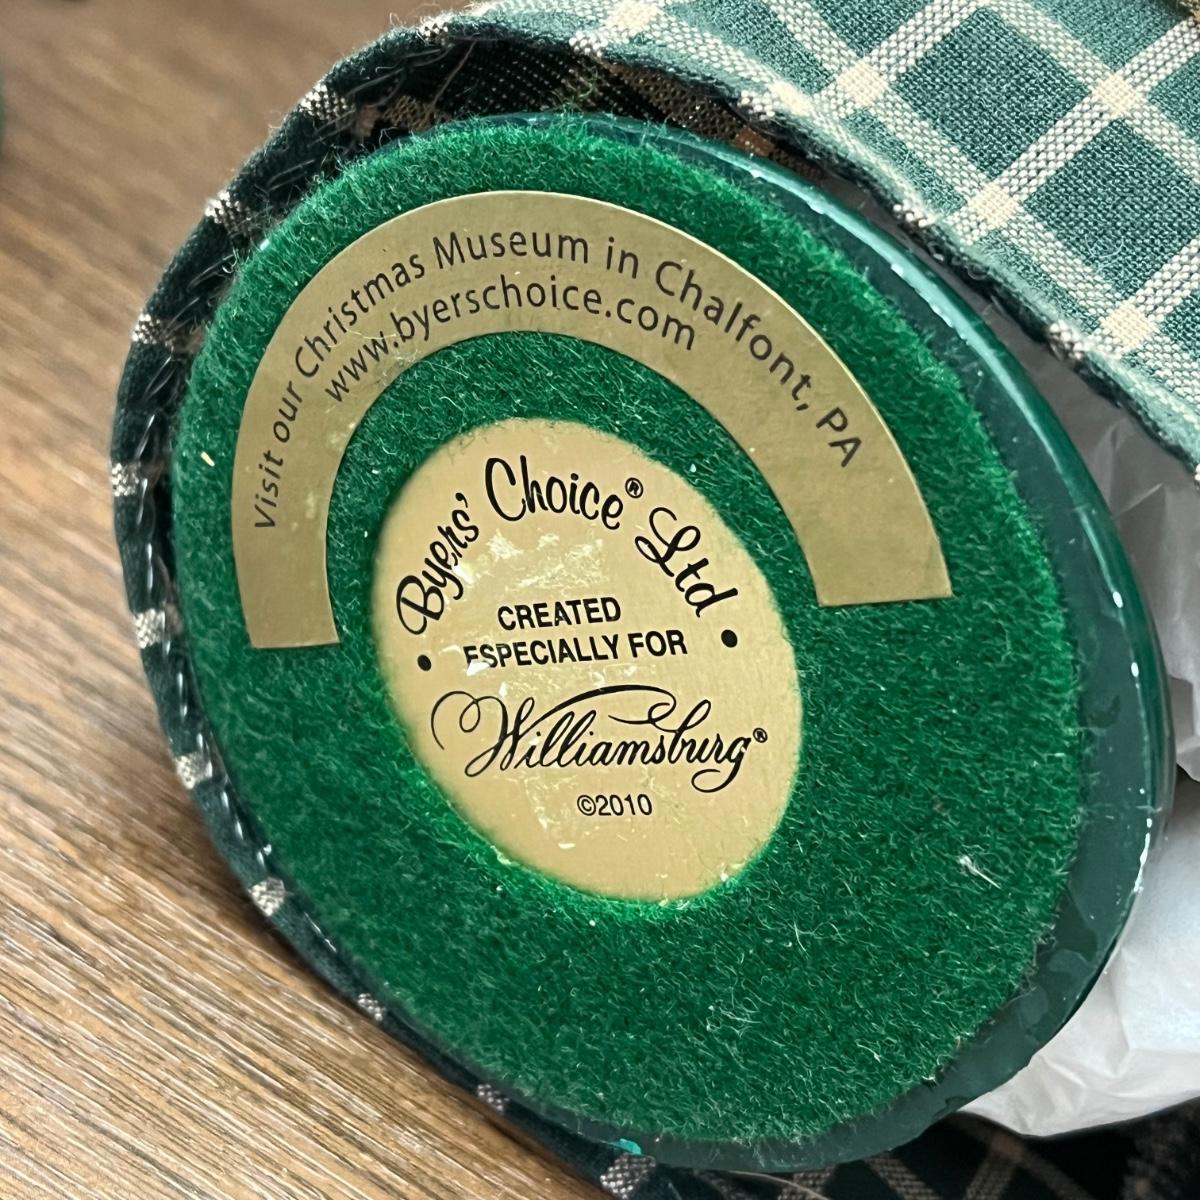 Visit our Christmas Museum in Chalfont, PA
www.byerschoice.com
Byers' Choice® Ltd
CREATED
• ESPECIALLY FOR •
Williamsburg®
©2010